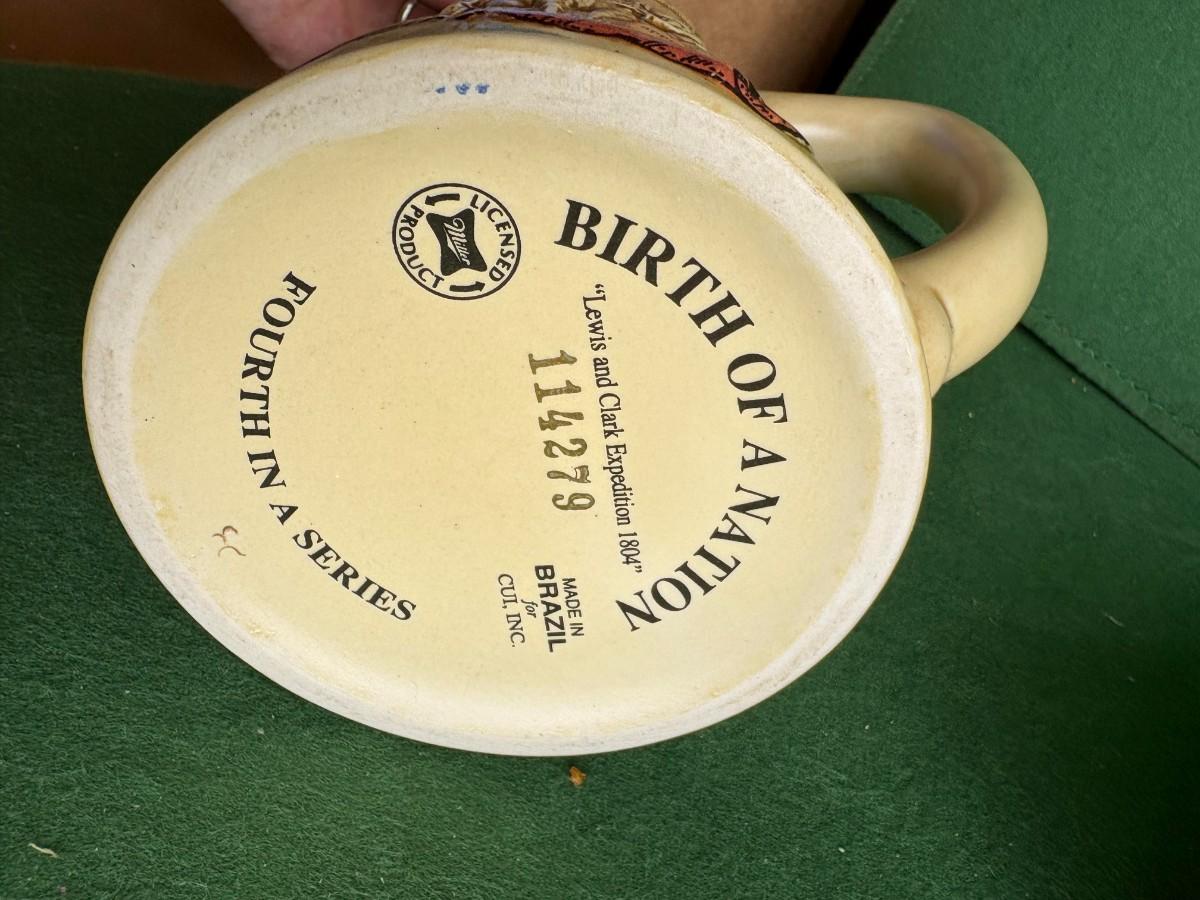 BIRTH OF A NATION
“Lewis and Clark Expedition 1804”
114279
LICENSED
Miller
PRODUCT
MADE IN
BRAZIL
for
CUI, INC.
FOURTH IN A SERIES